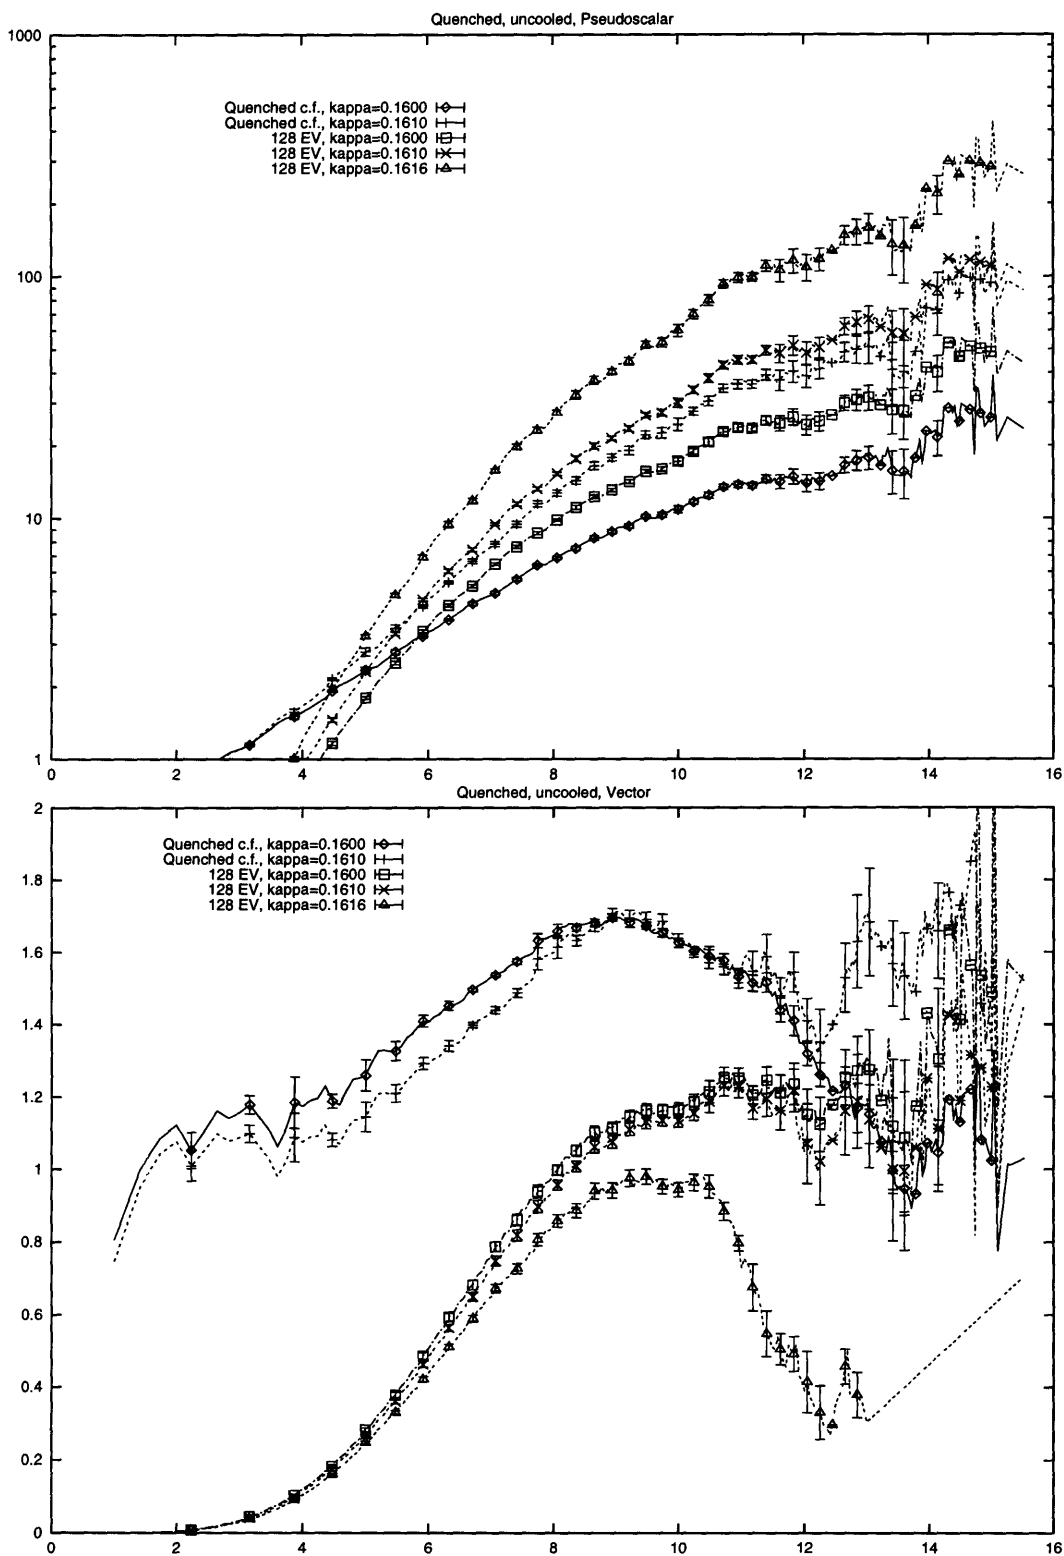 Quenched, uncooled, Pseudoscalar
1000
Quenched c.f., kappa=0.1600
Quenched c.f., kappa=0.1610
128 EV, kappa=0.1600
128 EV, kappa=0.1610
128 EV, kappa=0.1616
100
10
1
0 2 4 6 8 10 12 14 16
Quenched, uncooled, Vector
2
Quenched c.f., kappa=0.1600
Quenched c.f., kappa=0.1610
128 EV, kappa=0.1600
128 EV, kappa=0.1610
128 EV, kappa=0.1616
1.8
1.6
1.4
1.2
1
0.8
0.6
0.4
0.2
0
0 2 4 6 8 10 12 14 16